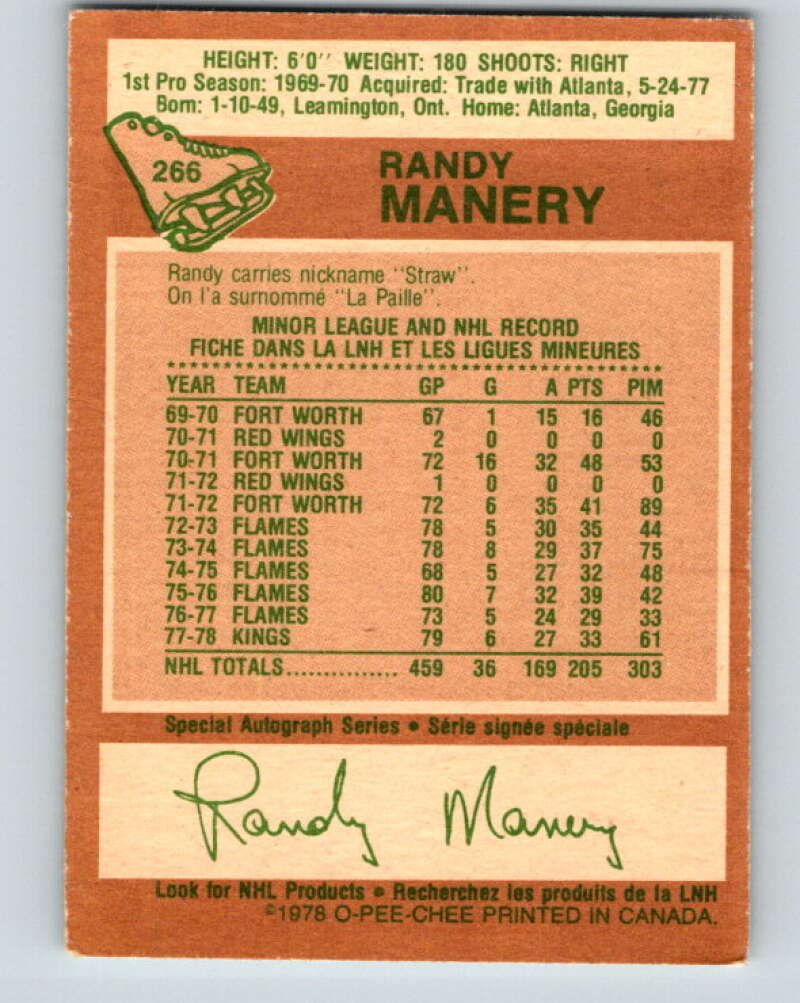 HEIGHT: 6'0'' WEIGHT: 180 SHOOTS: RIGHT
1st Pro Season: 1969-70 Acquired: Trade with Atlanta, 5-24-77
Born: 1-10-49, Leamington, Ont. Home: Atlanta, Georgia
266
RANDY
MANERY
Randy carries nickname "Straw".
On l'a surnommé "La Paille".
MINOR LEAGUE AND NHL RECORD
FICHE DANS LA LNH ET LES LIGUES MINEURES
YEAR TEAM GP G A PTS PIM
69-70 FORT WORTH 67 1 15 16 46
70-71 RED WINGS 2 0 0 0 0
70-71 FORT WORTH 72 16 32 48 53
71-72 RED WINGS 1 0 0 0 0
71-72 FORT WORTH 72 6 35 41 89
72-73 FLAMES 78 5 30 35 44
73-74 FLAMES 78 8 29 37 75
74-75 FLAMES 68 5 27 32 48
75-76 FLAMES 80 7 32 39 42
76-77 FLAMES 73 5 24 29 33
77-78 KINGS 79 6 27 33 61
NHL TOTALS............... 459 36 169 205 303
Special Autograph Series • Série signée spéciale
Randy Manery
Look for NHL Products • Recherchez les produits de la LNH
©1978 O-PEE-CHEE PRINTED IN CANADA.